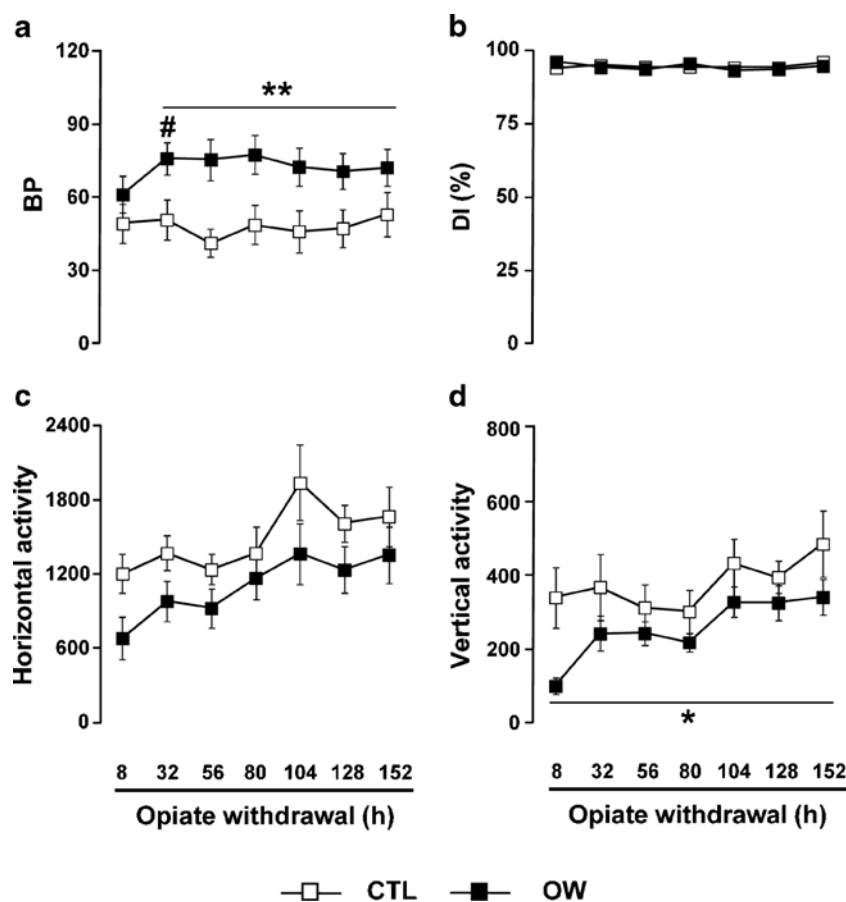 a
120
**
90
#
BP
60
30
0
b
100
75
DI (%)
50
25
0
c
2400
1800
Horizontal activity
1200
600
0
8 32 56 80 104 128 152
Opiate withdrawal (h)
d
800
600
Vertical activity
400
200
0
*
8 32 56 80 104 128 152
Opiate withdrawal (h)
CTL OW